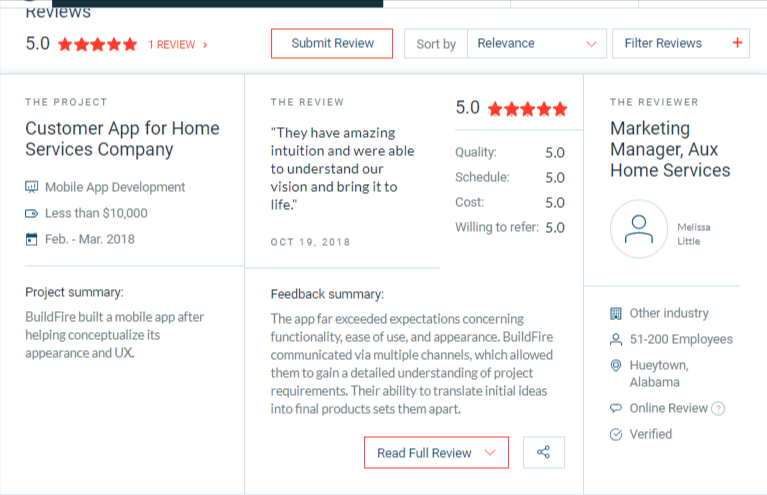 Reviews
5.0
1 REVIEW
Submit Review
Sort by
Relevance
Filter Reviews +
THE PROJECT
Customer App for Home
Services Company
Mobile App Development
Less than $10,000
Feb. - Mar. 2018
Project summary:
BuildFire built a mobile app after
helping conceptualize its
appearance and UX.
THE REVIEW
"They have amazing
intuition and were able
to understand our
vision and bring it to
life."
OCT 19, 2018
5.0
Quality: 5.0
Schedule: 5.0
Cost: 5.0
Willing to refer: 5.0
Feedback summary:
The app far exceeded expectations concerning
functionality, ease of use, and appearance. BuildFire
communicated via multiple channels, which allowed
them to gain a detailed understanding of project
requirements. Their ability to translate initial ideas
into final products sets them apart.
Read Full Review
THE REVIEWER
Marketing
Manager, Aux
Home Services
Melissa
Little
Other industry
51-200 Employees
Hueytown,
Alabama
Online Review ?
Verified